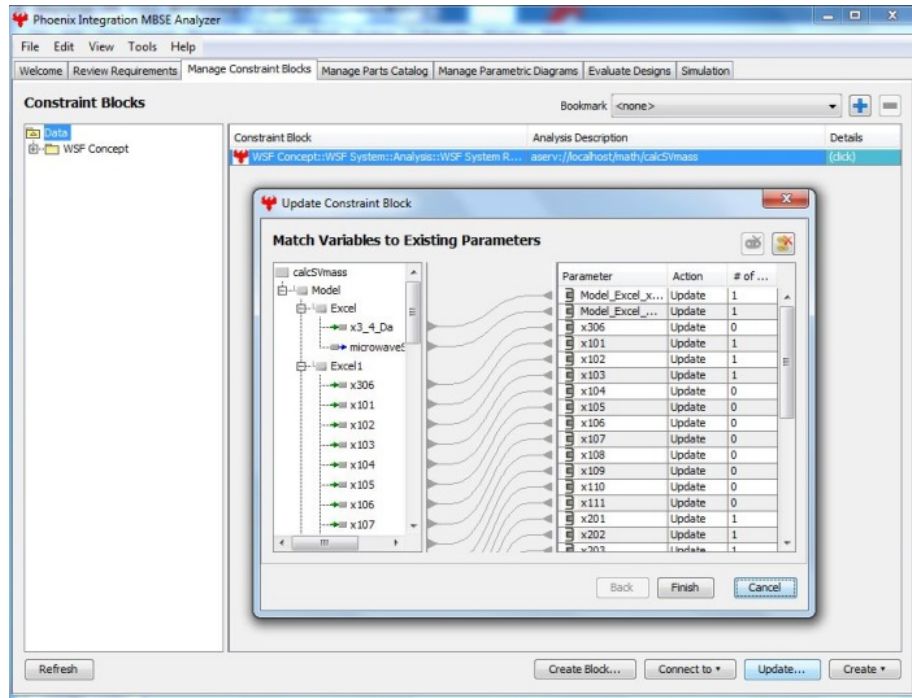 Phoenix Integration MBSE Analyzer
File Edit View Tools Help
Welcome Review Requirements Manage Constraint Blocks Manage Parts Catalog Manage Parametric Diagrams Evaluate Designs Simulation
Constraint Blocks
Bookmark <none>
Data
WSF Concept
Constraint Block Analysis Description Details
WSF Concept::WSF System::Analysis::WSF System R... aserv://localhost/math/calcSVmass (click)
Update Constraint Block
Match Variables to Existing Parameters
calcSVmass
Model
Excel
x3_4_Da
microwaveS
Excel1
x306
x101
x102
x103
x104
x105
x106
x107
Parameter Action # of ...
Model_Excel_x... Update 1
Model_Excel_... Update 1
x306 Update 0
x101 Update 1
x102 Update 1
x103 Update 1
x104 Update 0
x105 Update 0
x106 Update 0
x107 Update 0
x108 Update 0
x109 Update 0
x110 Update 0
x111 Update 0
x201 Update 1
x202 Update 1
x203 Update 1
Back Finish Cancel
Refresh
Create Block... Connect to Update... Create